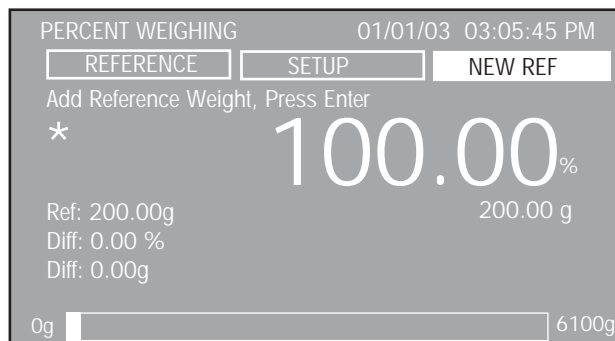 PERCENT WEIGHING 01/01/03 03:05:45 PM
REFERENCE SETUP NEW REF
Add Reference Weight, Press Enter
* 100.00%
Ref: 200.00g 200.00 g
Diff: 0.00 %
Diff: 0.00g
0g 6100g